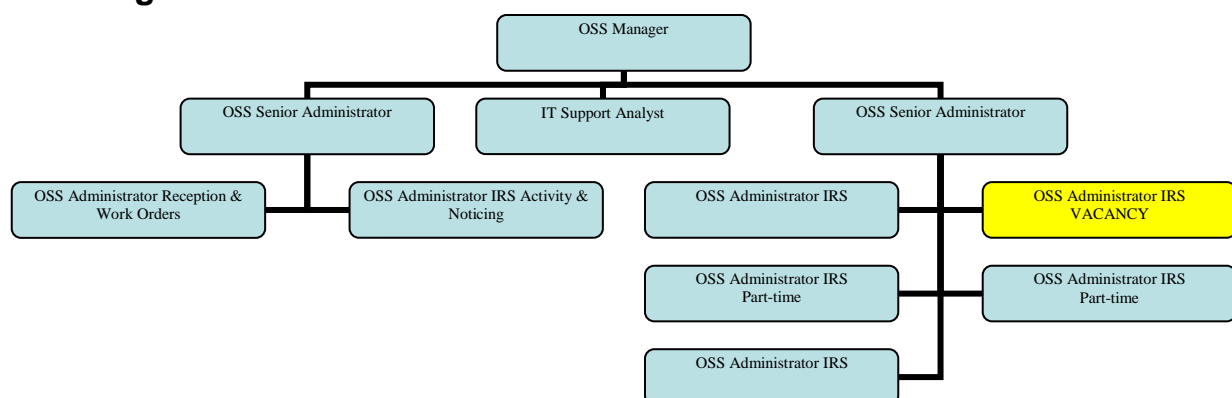 OSS Manager
OSS Senior Administrator
IT Support Analyst
OSS Senior Administrator
OSS Administrator Reception &
Work Orders
OSS Administrator IRS Activity &
Noticing
OSS Administrator IRS
OSS Administrator IRS
VACANCY
OSS Administrator IRS
Part-time
OSS Administrator IRS
Part-time
OSS Administrator IRS